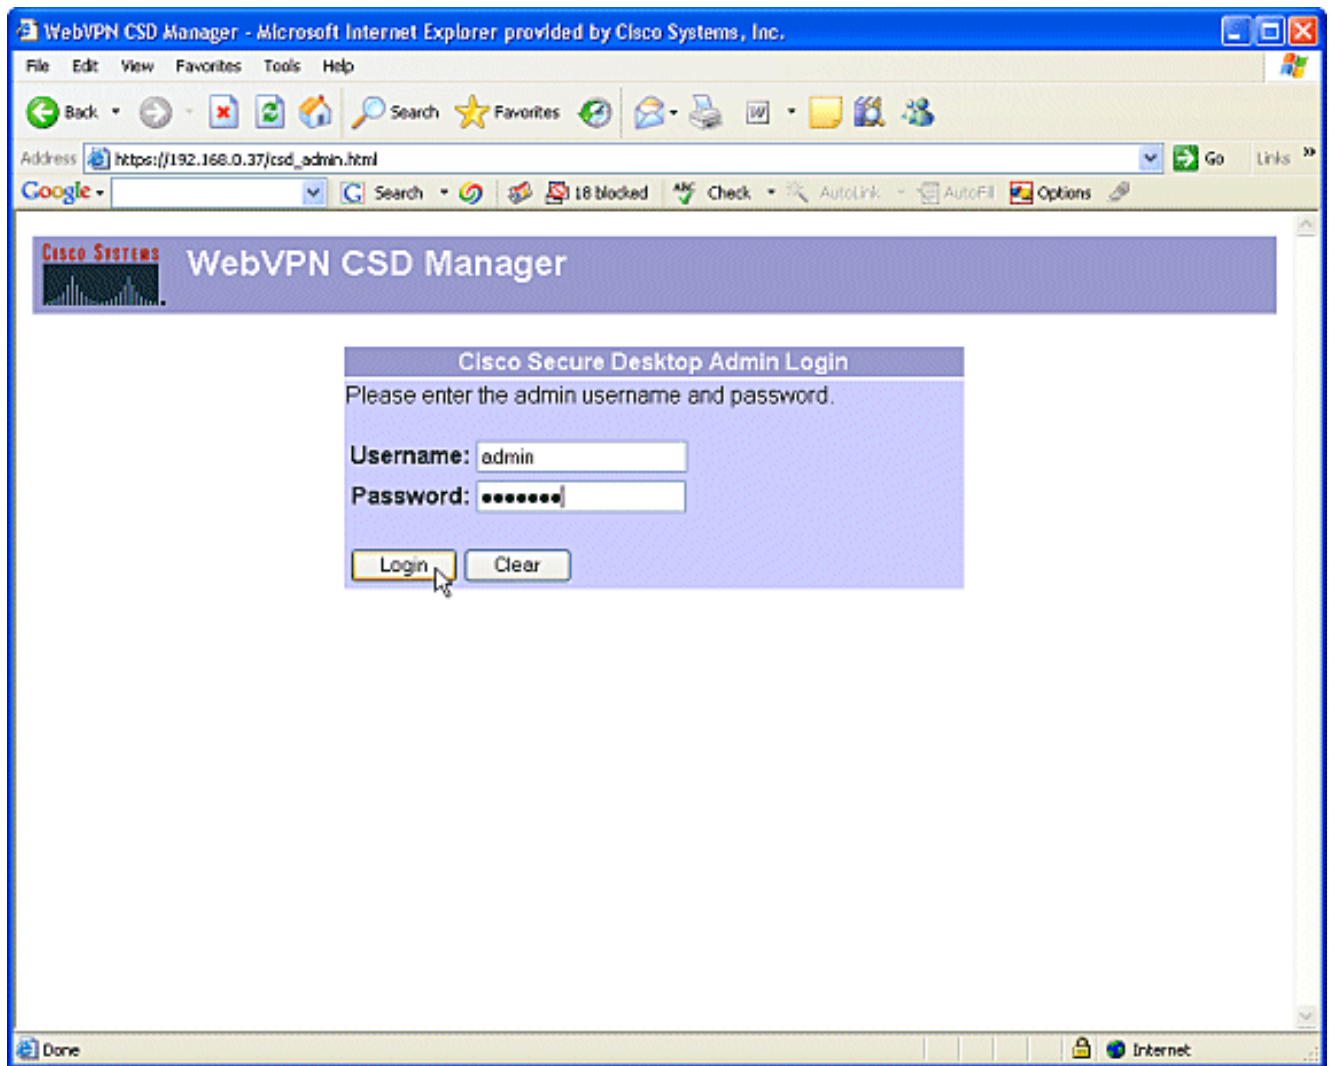 WebVPN CSD Manager - Microsoft Internet Explorer provided by Cisco Systems, Inc.
File Edit View Favorites Tools Help
Back Search Favorites W
Address https://192.168.0.37/csd_admin.html Go Links »
Google G Search 18 blocked ABC Check AutoLink AutoFill Options
CISCO SYSTEMS WebVPN CSD Manager
Cisco Secure Desktop Admin Login
Please enter the admin username and password.
Username: admin
Password: •••••••
Login Clear
Done Internet